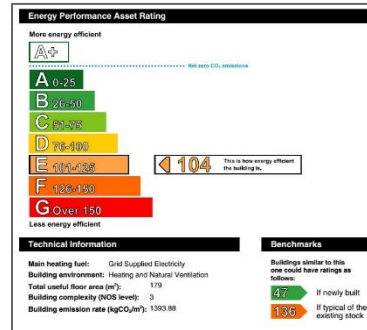 Energy Performance Asset Rating
More energy efficient
A+
Net zero CO₂ emissions
A 0-25
B 26-50
C 51-75
D 76-100
E 101-125
104 This is how energy efficient
the building is.
F 126-150
G Over 150
Less energy efficient
Technical Information
Main heating fuel: Grid Supplied Electricity
Building environment: Heating and Natural Ventilation
Total useful floor area (m²): 179
Building complexity (NOS level): 3
Building emission rate (kgCO₂/m²): 1393.88
Benchmarks
Buildings similar to this
one could have ratings as
follows:
47 If newly built
136 If typical of the
existing stock